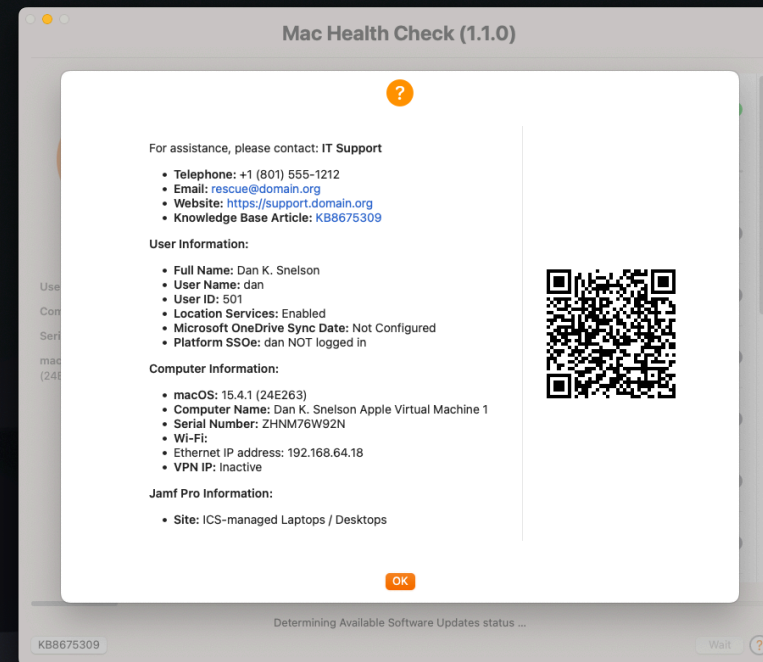 Mac Health Check (1.1.0)
?
For assistance, please contact: IT Support
• Telephone: +1 (801) 555-1212
• Email: rescue@domain.org
• Website: https://support.domain.org
• Knowledge Base Article: KB8675309
User Information:
• Full Name: Dan K. Snelson
• User Name: dan
• User ID: 501
• Location Services: Enabled
• Microsoft OneDrive Sync Date: Not Configured
• Platform SSOe: dan NOT logged in
Computer Information:
• macOS: 15.4.1 (24E263)
• Computer Name: Dan K. Snelson Apple Virtual Machine 1
• Serial Number: ZHNM76W92N
• Wi-Fi:
• Ethernet IP address: 192.168.64.18
• VPN IP: Inactive
Jamf Pro Information:
• Site: ICS-managed Laptops / Desktops
OK
Use
Com
Seri
mac
(24E
Determining Available Software Updates status ...
KB8675309
Wait
?